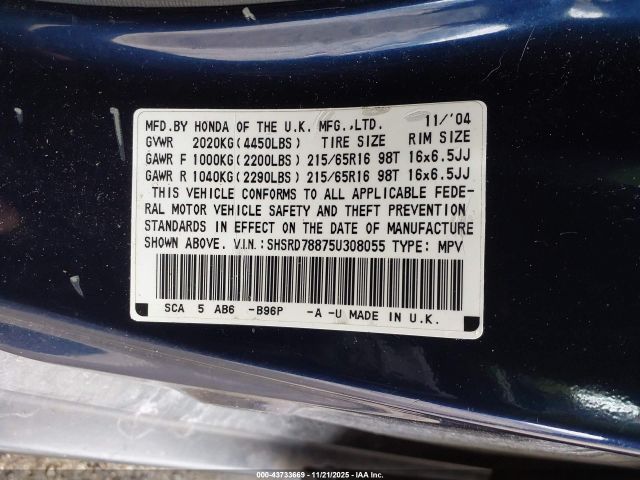 MFD.BY HONDA OF THE U.K. MFG.,LTD. 11/'04
GVWR 2020KG(4450LBS) TIRE SIZE RIM SIZE
GAWR F 1000KG(2200LBS) 215/65R16 98T 16x6.5JJ
GAWR R 1040KG(2290LBS) 215/65R16 98T 16x6.5JJ
THIS VEHICLE CONFORMS TO ALL APPLICABLE FEDE-
RAL MOTOR VEHICLE SAFETY AND THEFT PREVENTION
STANDARDS IN EFFECT ON DATE OF MANUFACTURE
SHOWN ABOVE. V.I.N.:SHSRD78875U308055 TYPE: MPV
SCA 5 AB6 -B96P -A -U MADE IN U.K.
000-43733669 - 11/21/2025 - IAA Inc.